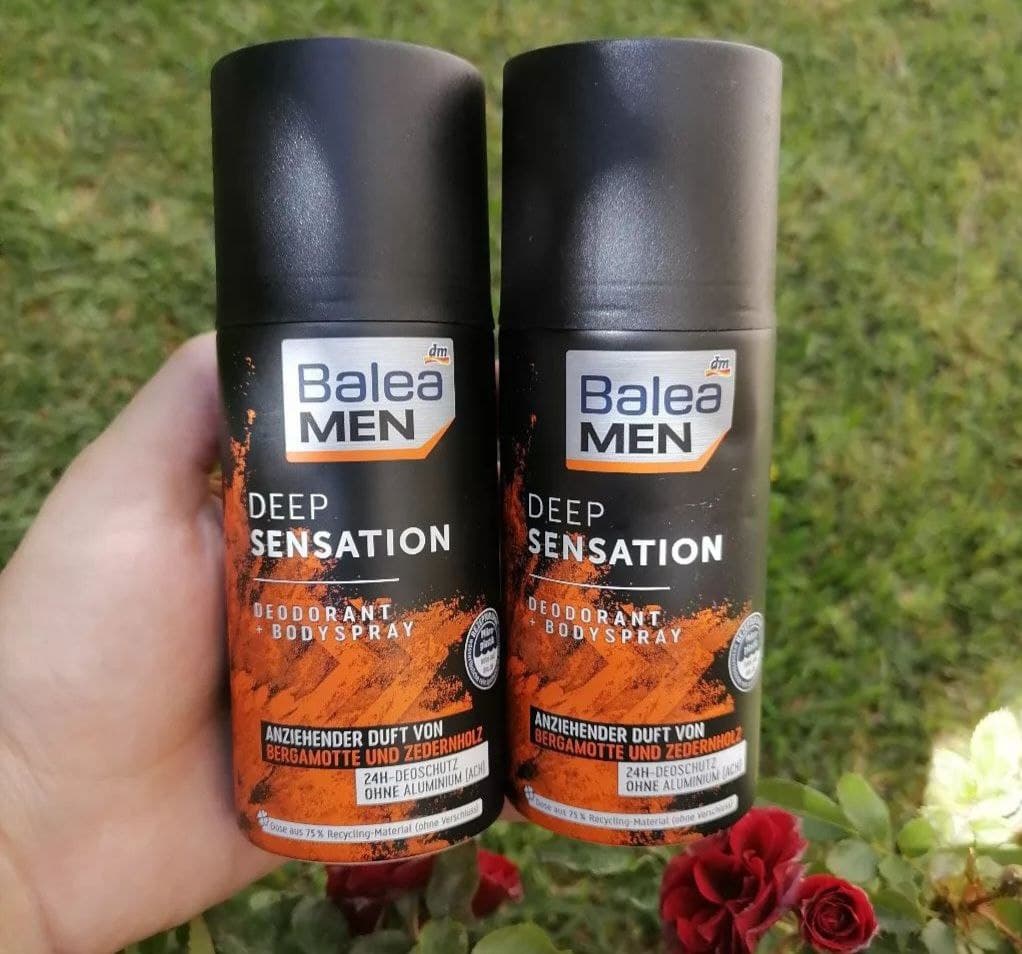 dm
Balea
MEN
DEEP
SENSATION
DEODORANT
+ BODYSPRAY
ANZIEHENDER DUFT VON
BERGAMOTTE UND ZEDERNHOLZ
24H-DEOSCHUTZ
OHNE ALUMINIUM (ACH)
Dose aus 75% Recycling-Material (ohne Verschluss)
dm
Balea
MEN
DEEP
SENSATION
DEODORANT
+ BODYSPRAY
ANZIEHENDER DUFT VON
BERGAMOTTE UND ZEDERNHOLZ
24H-DEOSCHUTZ
OHNE ALUMINIUM (ACH)
Dose aus 75% Recycling-Material (ohne Verschluss)